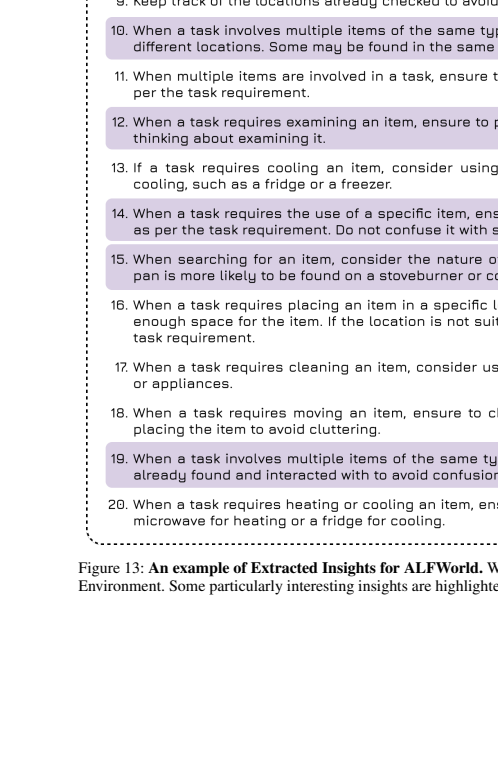 9. Keep track of the locations already checked to avoid
10. When a task involves multiple items of the same typ
different locations. Some may be found in the same
11. When multiple items are involved in a task, ensure t
per the task requirement.
12. When a task requires examining an item, ensure to p
thinking about examining it.
13. If a task requires cooling an item, consider using
cooling, such as a fridge or a freezer.
14. When a task requires the use of a specific item, ens
as per the task requirement. Do not confuse it with s
15. When searching for an item, consider the nature o
pan is more likely to be found on a stoveburner or co
16. When a task requires placing an item in a specific l
enough space for the item. If the location is not suit
task requirement.
17. When a task requires cleaning an item, consider us
or appliances.
18. When a task requires moving an item, ensure to c
placing the item to avoid cluttering.
19. When a task involves multiple items of the same ty
already found and interacted with to avoid confusion
20. When a task requires heating or cooling an item, en
microwave for heating or a fridge for cooling.
Figure 13: An example of Extracted Insights for ALFWorld. W
Environment. Some particularly interesting insights are highlighte